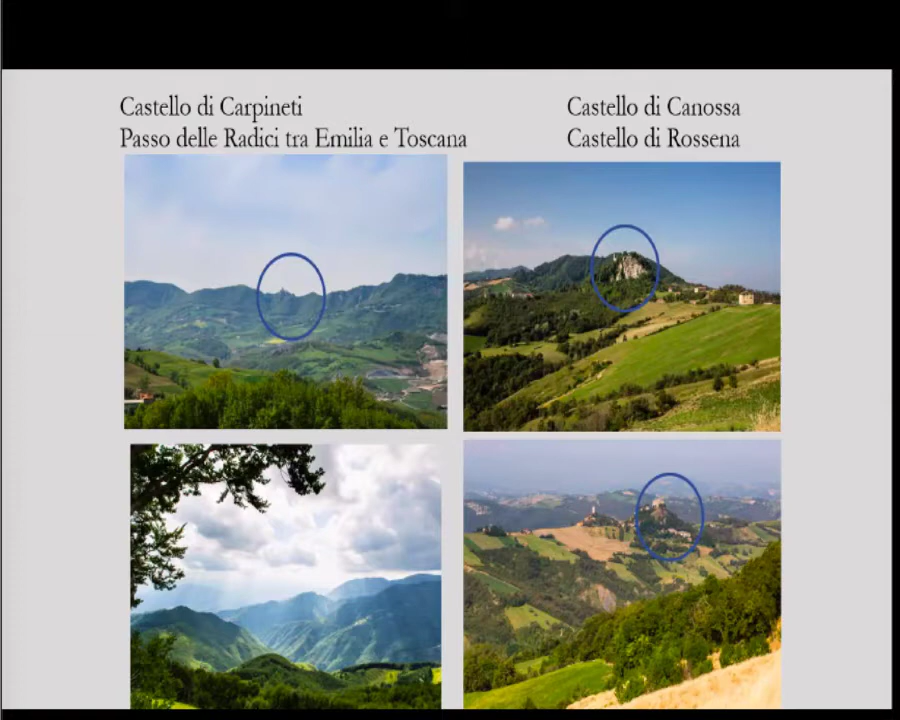 Castello di Carpineti
Passo delle Radici tra Emilia e Toscana
Castello di Canossa
Castello di Rossena